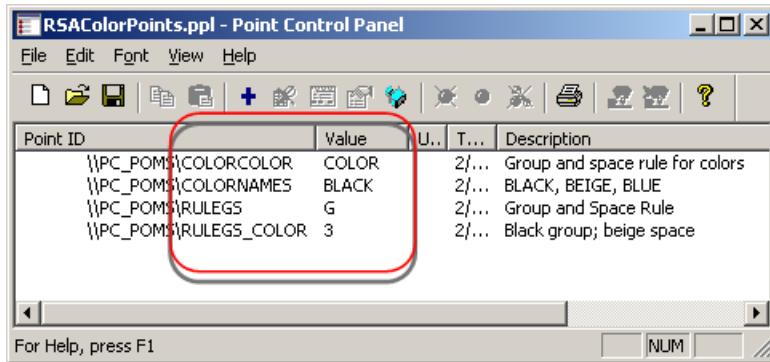 RSAColorPoints.ppl - Point Control Panel
File Edit Font View Help
Point ID Value U.. T... Description
\\PC_POMS\COLORCOLOR COLOR 2/... Group and space rule for colors
\\PC_POMS\COLORNAMES BLACK 2/... BLACK, BEIGE, BLUE
\\PC_POMS\RULEGS G 2/... Group and Space Rule
\\PC_POMS\RULEGS_COLOR 3 2/... Black group; beige space
For Help, press F1 NUM